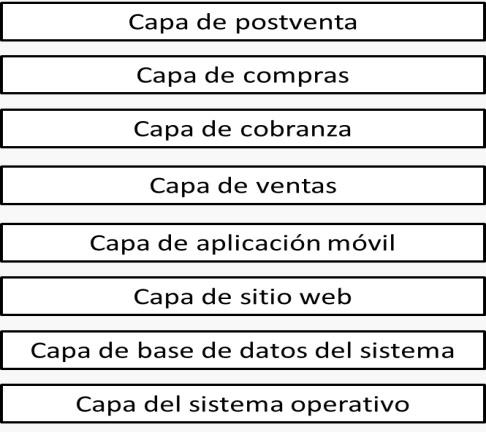 Capa de postventa
Capa de compras
Capa de cobranza
Capa de ventas
Capa de aplicación móvil
Capa de sitio web
Capa de base de datos del sistema
Capa del sistema operativo